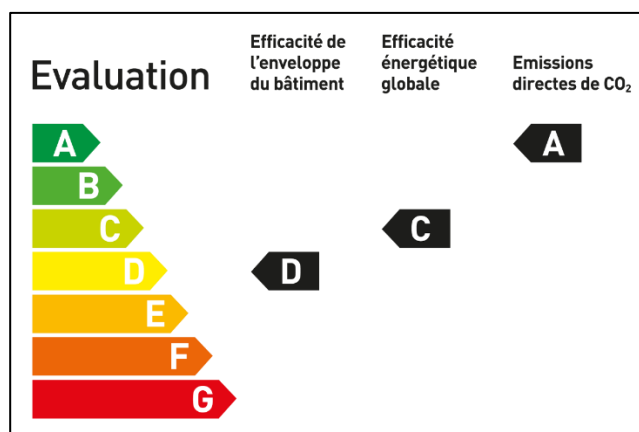 Evaluation
Efficacité de
l'enveloppe
du bâtiment
Efficacité
énergétique
globale
Emissions
directes de CO₂
A
A
B
C
C
D
D
E
F
G